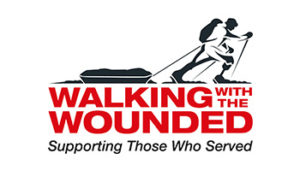 WALKING WITH THE
WOUNDED
Supporting Those Who Served